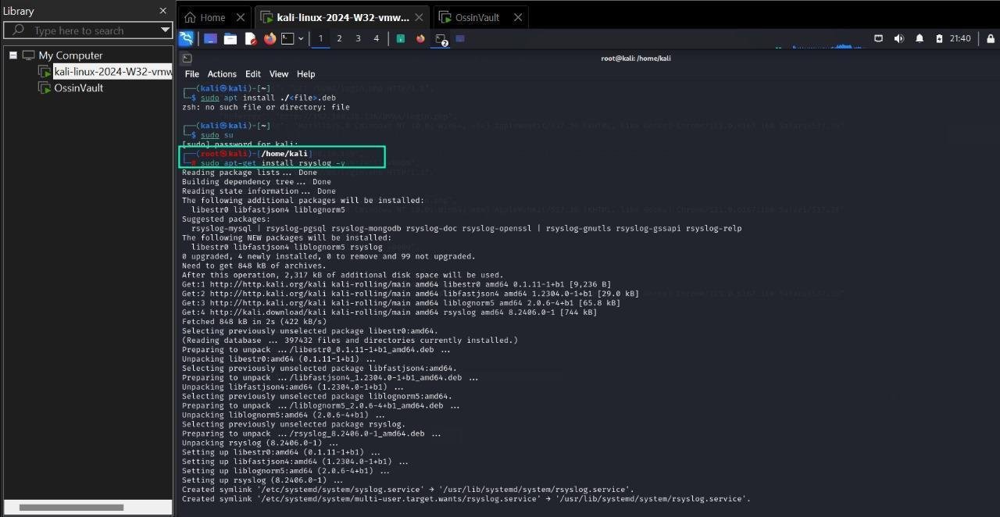 Library
Home
kali-linux-2024-W32-vmw...
OssinVault
Type here to search
1 2 3 4
21:40
My Computer
kali-linux-2024-W32-vmw
OssinVault
root@kali: /home/kali
File Actions Edit View Help
┌──(kali㉿kali)-[~]
└─$ sudo apt install ./<file>.deb
zsh: no such file or directory: file
┌──(kali㉿kali)-[~]
└─$ sudo su
[sudo] password for kali:
┌──(root㉿kali)-[/home/kali]
└─# sudo apt-get install rsyslog -y
Reading package lists... Done
Building dependency tree... Done
Reading state information... Done
The following additional packages will be installed:
libestr0 libfastjson4 liblognorm5
Suggested packages:
rsyslog-mysql | rsyslog-pgsql rsyslog-mongodb rsyslog-doc rsyslog-openssl | rsyslog-gnutls rsyslog-gssapi rsyslog-relp
The following NEW packages will be installed:
libestr0 libfastjson4 liblognorm5 rsyslog
0 upgraded, 4 newly installed, 0 to remove and 99 not upgraded.
Need to get 848 kB of archives.
After this operation, 2,317 kB of additional disk space will be used.
Get:1 http://http.kali.org/kali kali-rolling/main amd64 libestr0 amd64 0.1.11-1+b1 [9,236 B]
Get:2 http://http.kali.org/kali kali-rolling/main amd64 libfastjson4 amd64 1.2304.0-1+b1 [29.0 kB]
Get:3 http://http.kali.org/kali kali-rolling/main amd64 liblognorm5 amd64 2.0.6-4+b1 [65.8 kB]
Get:4 http://kali.download/kali kali-rolling/main amd64 rsyslog amd64 8.2406.0-1 [744 kB]
Fetched 848 kB in 2s (422 kB/s)
Selecting previously unselected package libestr0:amd64.
(Reading database ... 397432 files and directories currently installed.)
Preparing to unpack .../libestr0_0.1.11-1+b1_amd64.deb ...
Unpacking libestr0:amd64 (0.1.11-1+b1) ...
Selecting previously unselected package libfastjson4:amd64.
Preparing to unpack .../libfastjson4_1.2304.0-1+b1_amd64.deb ...
Unpacking libfastjson4:amd64 (1.2304.0-1+b1) ...
Selecting previously unselected package liblognorm5:amd64.
Preparing to unpack .../liblognorm5_2.0.6-4+b1_amd64.deb ...
Unpacking liblognorm5:amd64 (2.0.6-4+b1) ...
Selecting previously unselected package rsyslog.
Preparing to unpack .../rsyslog_8.2406.0-1_amd64.deb ...
Unpacking rsyslog (8.2406.0-1) ...
Setting up libestr0:amd64 (0.1.11-1+b1) ...
Setting up libfastjson4:amd64 (1.2304.0-1+b1) ...
Setting up liblognorm5:amd64 (2.0.6-4+b1) ...
Setting up rsyslog (8.2406.0-1) ...
Created symlink '/etc/systemd/system/syslog.service' → '/usr/lib/systemd/system/rsyslog.service'.
Created symlink '/etc/systemd/system/multi-user.target.wants/rsyslog.service' → '/usr/lib/systemd/system/rsyslog.service'.